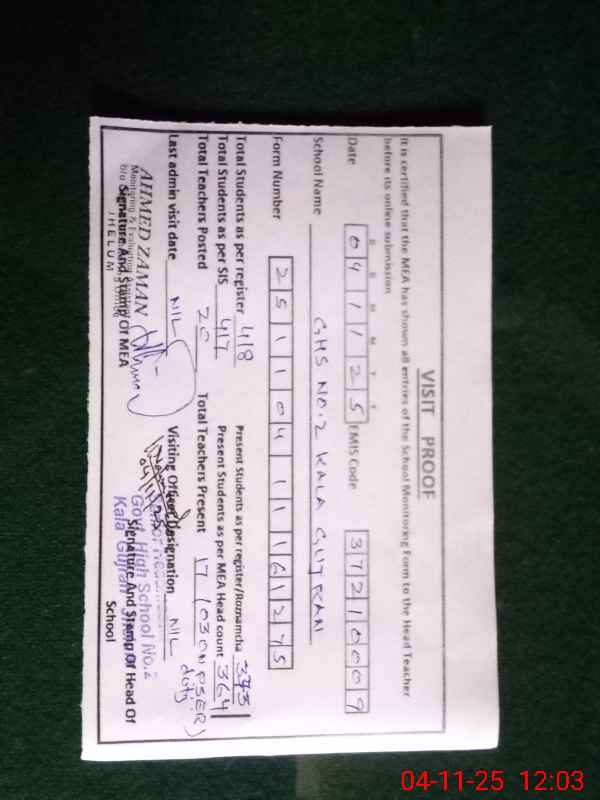 VISIT PROOF
It is certified that the MEA has shown all entries of the School Monitoring Form to the Head Teacher
before its online submission
D D M M Y Y
Date 0 4 1 1 2 5 EMIS Code 3 7 2 1 0 0 0 9
School Name GHS NO.2 KALA GUJRAN
Form Number 2 5 1 1 0 4 1 1 1 6 1 2 7 5
Total Students as per register 418 Present Students as per register/Roznamcha 375
Total Students as per SIS 417 Present Students as per MEA Head count 364
Total Teachers Posted 20 Total Teachers Present 17 (03 ON PSER) duty
Last admin visit date NIL Visiting Officer Designation NIL
AHMED ZAMAN
Monitoring & Evaluation Assistant
JHELUM
Signature And Stamp Of MEA
04/11/25
Govt. High School No.2
Kala Gujran
Signature And Stamp Of Head Of
School
04-11-25 12:03